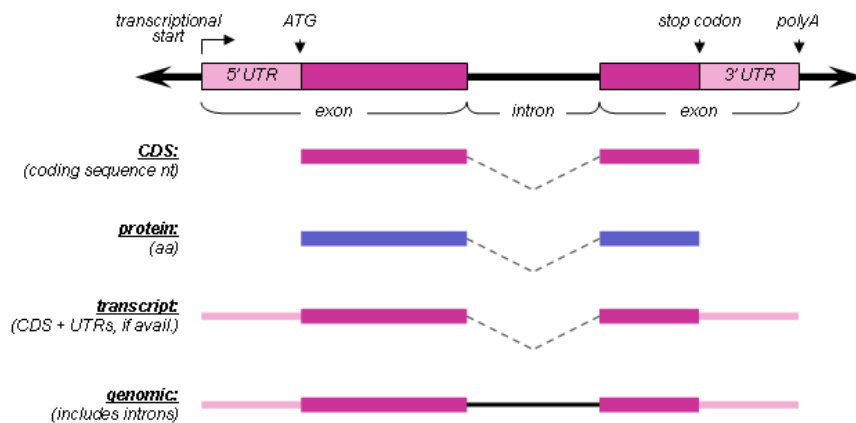 transcriptional start
ATG
stop codon
polyA
5' UTR
3' UTR
exon
intron
exon
CDS:
(coding sequence nt)
protein:
(aa)
transcript:
(CDS + UTRs, if avail.)
genomic:
(includes introns)